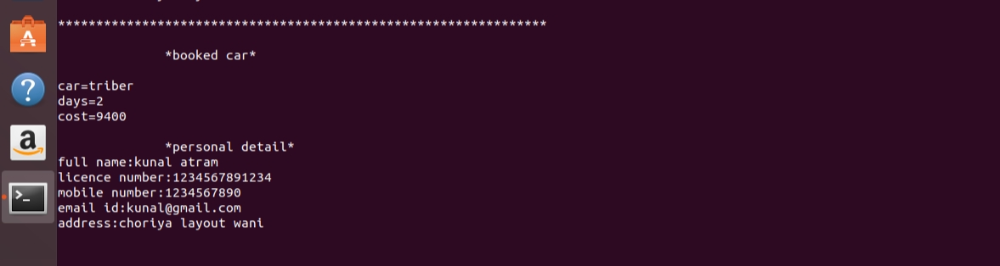 ****************************************************************
*booked car*
car=triber
days=2
cost=9400
*personal detail*
full name:kunal atram
licence number:1234567891234
mobile number:1234567890
email id:kunal@gmail.com
address:choriya layout wani